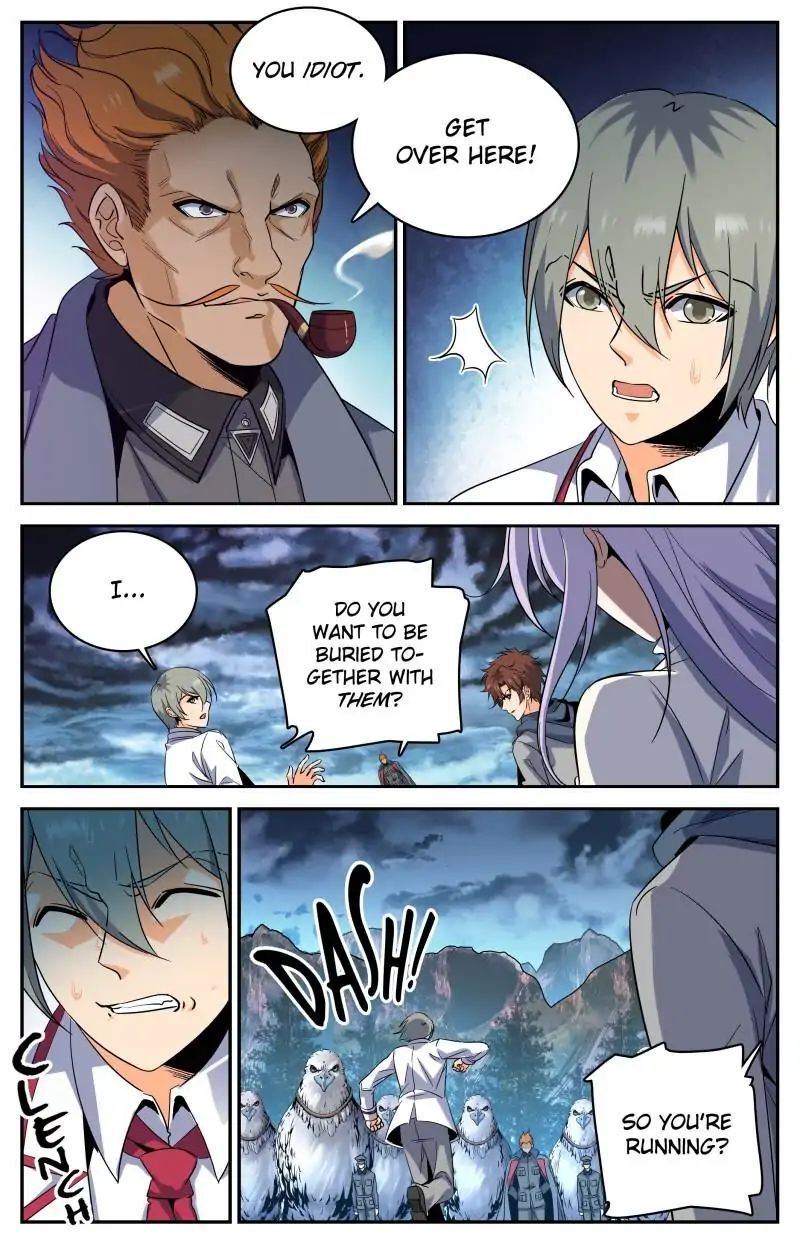 YOU IDIOT.
GET
OVER HERE!
I...
DO YOU
WANT TO BE
BURIED TO-
GETHER WITH
THEM?
CLENCH
DASH!
SO YOU'RE
RUNNING?